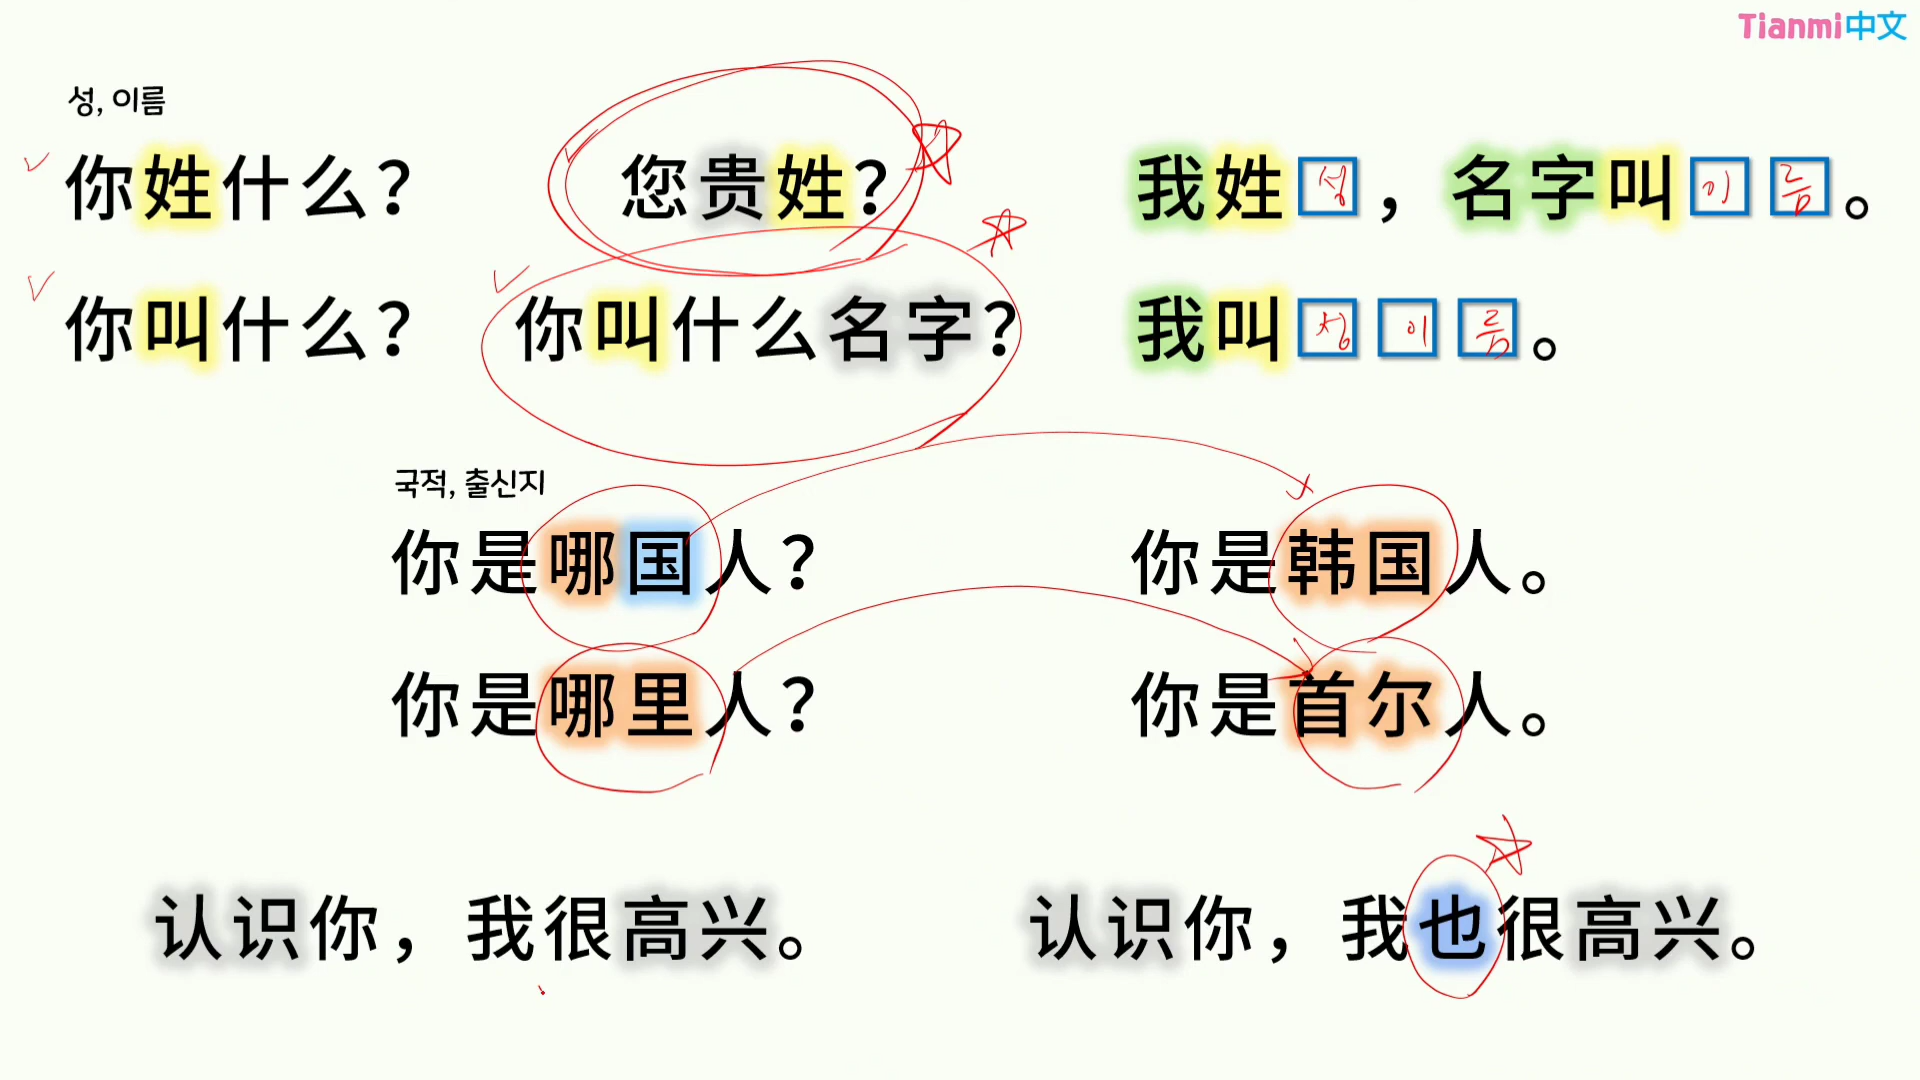 Tianmi中文
성, 이름
你姓什么? 您贵姓? 我姓성，名字叫이름。
你叫什么? 你叫什么名字? 我叫성이름。
국적, 출신지
你是哪国人? 你是韩国人。
你是哪里人? 你是首尔人。
认识你，我很高兴。 认识你，我也很高兴。